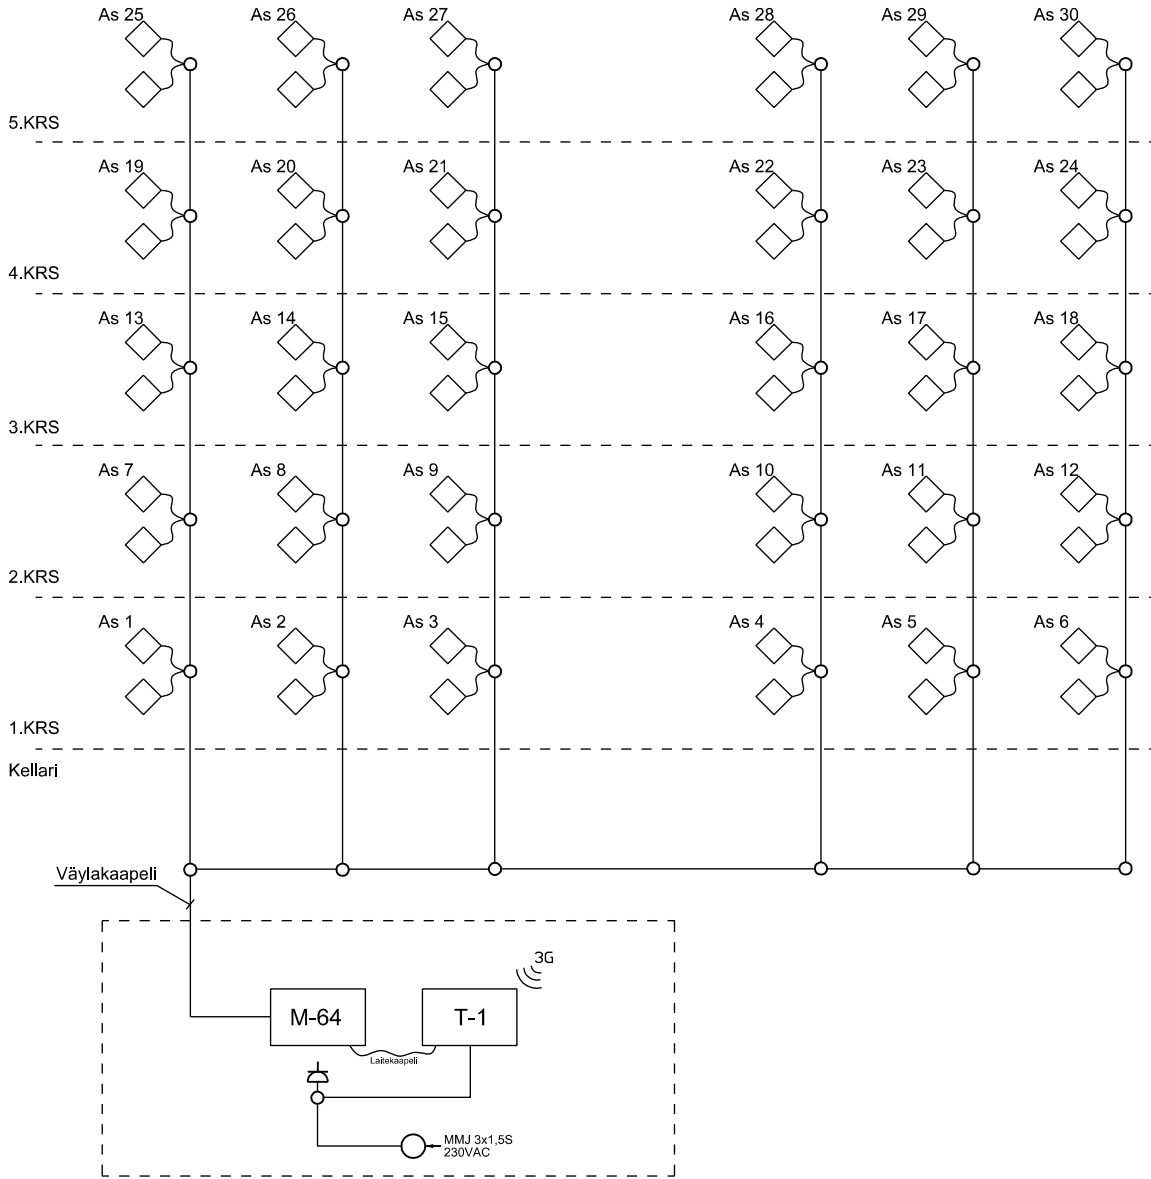 As 25
As 26
As 27
As 28
As 29
As 30
5.KRS
As 19
As 20
As 21
As 22
As 23
As 24
4.KRS
As 13
As 14
As 15
As 16
As 17
As 18
3.KRS
As 7
As 8
As 9
As 10
As 11
As 12
2.KRS
As 1
As 2
As 3
As 4
As 5
As 6
1.KRS
Kellari
Väylakaapeli
3G
M-64
T-1
Laitekaapeli
MMJ 3x1,5S
230VAC